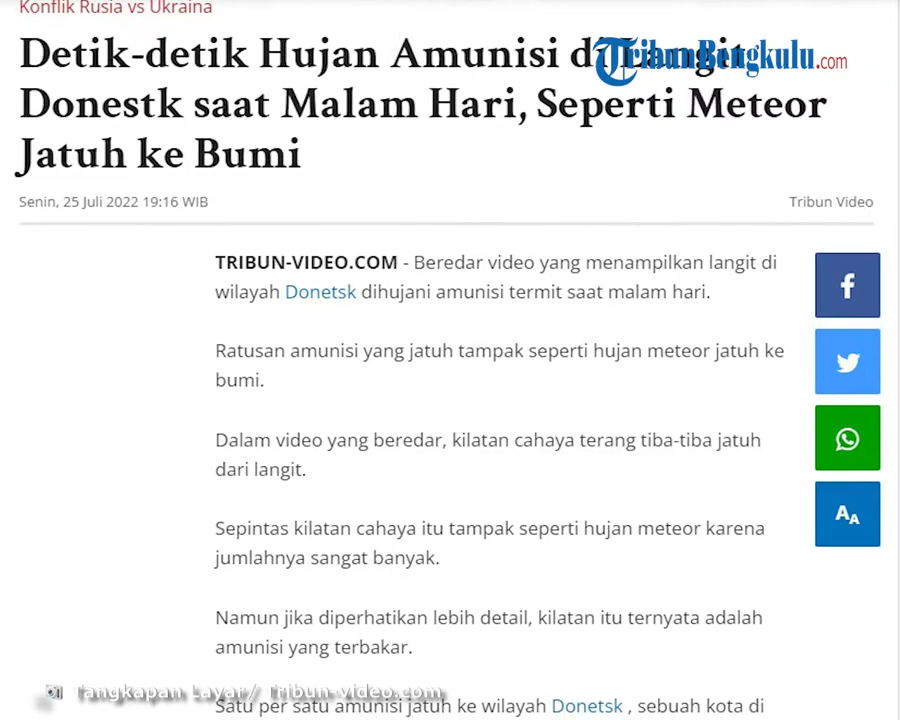 Konflik Rusia vs Ukraina
Detik-detik Hujan Amunisi di Langit
TribunBengkulu.com
Donestk saat Malam Hari, Seperti Meteor
Jatuh ke Bumi
Senin, 25 Juli 2022 19:16 WIB
Tribun Video
TRIBUN-VIDEO.COM - Beredar video yang menampilkan langit di
wilayah Donetsk dihujani amunisi termit saat malam hari.
Ratusan amunisi yang jatuh tampak seperti hujan meteor jatuh ke
bumi.
Dalam video yang beredar, kilatan cahaya terang tiba-tiba jatuh
dari langit.
Sepintas kilatan cahaya itu tampak seperti hujan meteor karena
jumlahnya sangat banyak.
Namun jika diperhatikan lebih detail, kilatan itu ternyata adalah
amunisi yang terbakar.
Tangkapan Layar/ Tribun-video.com
Satu per satu amunisi jatuh ke wilayah Donetsk , sebuah kota di
f
AA